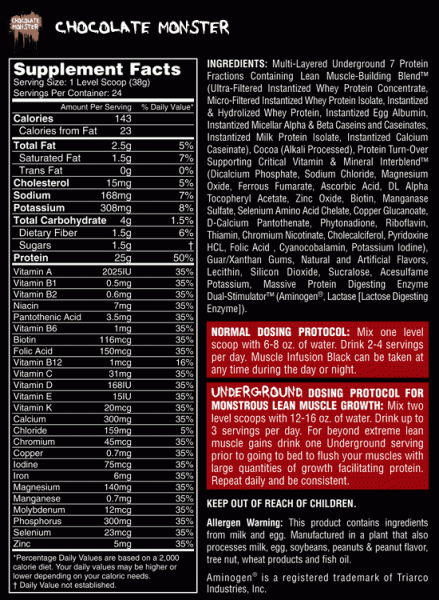 CHOCOLATE MONSTER
CHOCOLATE MONSTER
Supplement Facts
Serving Size: 1 Level Scoop (38g)
Servings Per Container: 24
Amount Per Serving % Daily Value*
Calories 143
Calories from Fat 23
Total Fat 2.5g 5%
Saturated Fat 1.5g 7%
Trans Fat 0g 0%
Cholesterol 15mg 5%
Sodium 168mg 7%
Potassium 308mg 8%
Total Carbohydrate 4g 1.5%
Dietary Fiber 1.5g 6%
Sugars 1.5g †
Protein 25g 50%
Vitamin A 2025IU 35%
Vitamin B1 0.5mg 35%
Vitamin B2 0.6mg 35%
Niacin 7mg 35%
Pantothenic Acid 3.5mg 35%
Vitamin B6 1mg 35%
Biotin 116mcg 35%
Folic Acid 150mcg 35%
Vitamin B12 1mcg 16%
Vitamin C 31mg 35%
Vitamin D 168IU 35%
Vitamin E 15IU 35%
Vitamin K 20mcg 35%
Calcium 300mg 35%
Chloride 159mg 5%
Chromium 45mcg 35%
Copper 0.7mg 35%
Iodine 75mcg 35%
Iron 6mg 35%
Magnesium 140mg 35%
Manganese 0.7mg 35%
Molybdenum 12mcg 35%
Phosphorus 300mg 35%
Selenium 23mcg 35%
Zinc 5mg 35%
*Percentage Daily Values are based on a 2,000
calorie diet. Your daily values may be higher or
lower depending on your caloric needs.
† Daily Value not established.
INGREDIENTS: Multi-Layered Underground 7 Protein
Fractions Containing Lean Muscle-Building Blend™
(Ultra-Filtered Instantized Whey Protein Concentrate,
Micro-Filtered Instantized Whey Protein Isolate, Instantized
& Hydrolized Whey Protein, Instantized Egg Albumin,
Instantized Micellar Alpha & Beta Caseins and Caseinates,
Instantized Milk Protein Isolate, Instantized Calcium
Caseinate), Cocoa (Alkali Processed), Protein Turn-Over
Supporting Critical Vitamin & Mineral Interblend™
(Dicalcium Phosphate, Sodium Chloride, Magnesium
Oxide, Ferrous Fumarate, Ascorbic Acid, DL Alpha
Tocopheryl Acetate, Zinc Oxide, Biotin, Manganese
Sulfate, Selenium Amino Acid Chelate, Copper Glucanoate,
D-Calcium Pantothenate, Phytonadione, Riboflavin,
Thiamin, Chromium Nicotinate, Cholecalciferol, Pyridoxine
HCL, Folic Acid , Cyanocobalamin, Potassium Iodine),
Guar/Xanthan Gums, Natural and Artificial Flavors,
Lecithin, Silicon Dioxide, Sucralose, Acesulfame
Potassium, Massive Protein Digesting Enzyme
Dual-Stimulator™ (Aminogen®, Lactase [Lactose Digesting
Enzyme]).
NORMAL DOSING PROTOCOL: Mix one level
scoop with 6-8 oz. of water. Drink 2-4 servings
per day. Muscle Infusion Black can be taken at
any time during the day or night.
UNDERGROUND DOSING PROTOCOL FOR
MONSTROUS LEAN MUSCLE GROWTH: Mix two
level scoops with 12-16 oz. of water. Drink up to
3 servings per day. For beyond extreme lean
muscle gains drink one Underground serving
prior to going to bed to flush your muscles with
large quantities of growth facilitating protein.
Repeat daily and be consistent.
KEEP OUT OF REACH OF CHILDREN.
Allergen Warning: This product contains ingredients
from milk and egg. Manufactured in a plant that also
processes milk, egg, soybeans, peanuts & peanut flavor,
tree nut, wheat products and fish oil.
Aminogen® is a registered trademark of Triarco
Industries, Inc.